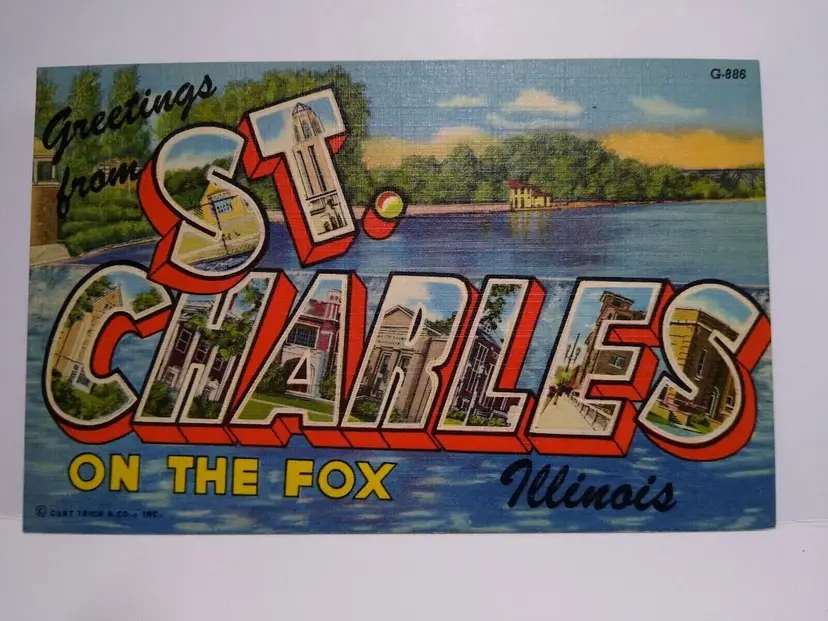 G-886
Greetings
from
ST.
CHARLES
ON THE FOX
Illinois
© CURT TEICH & CO., INC.